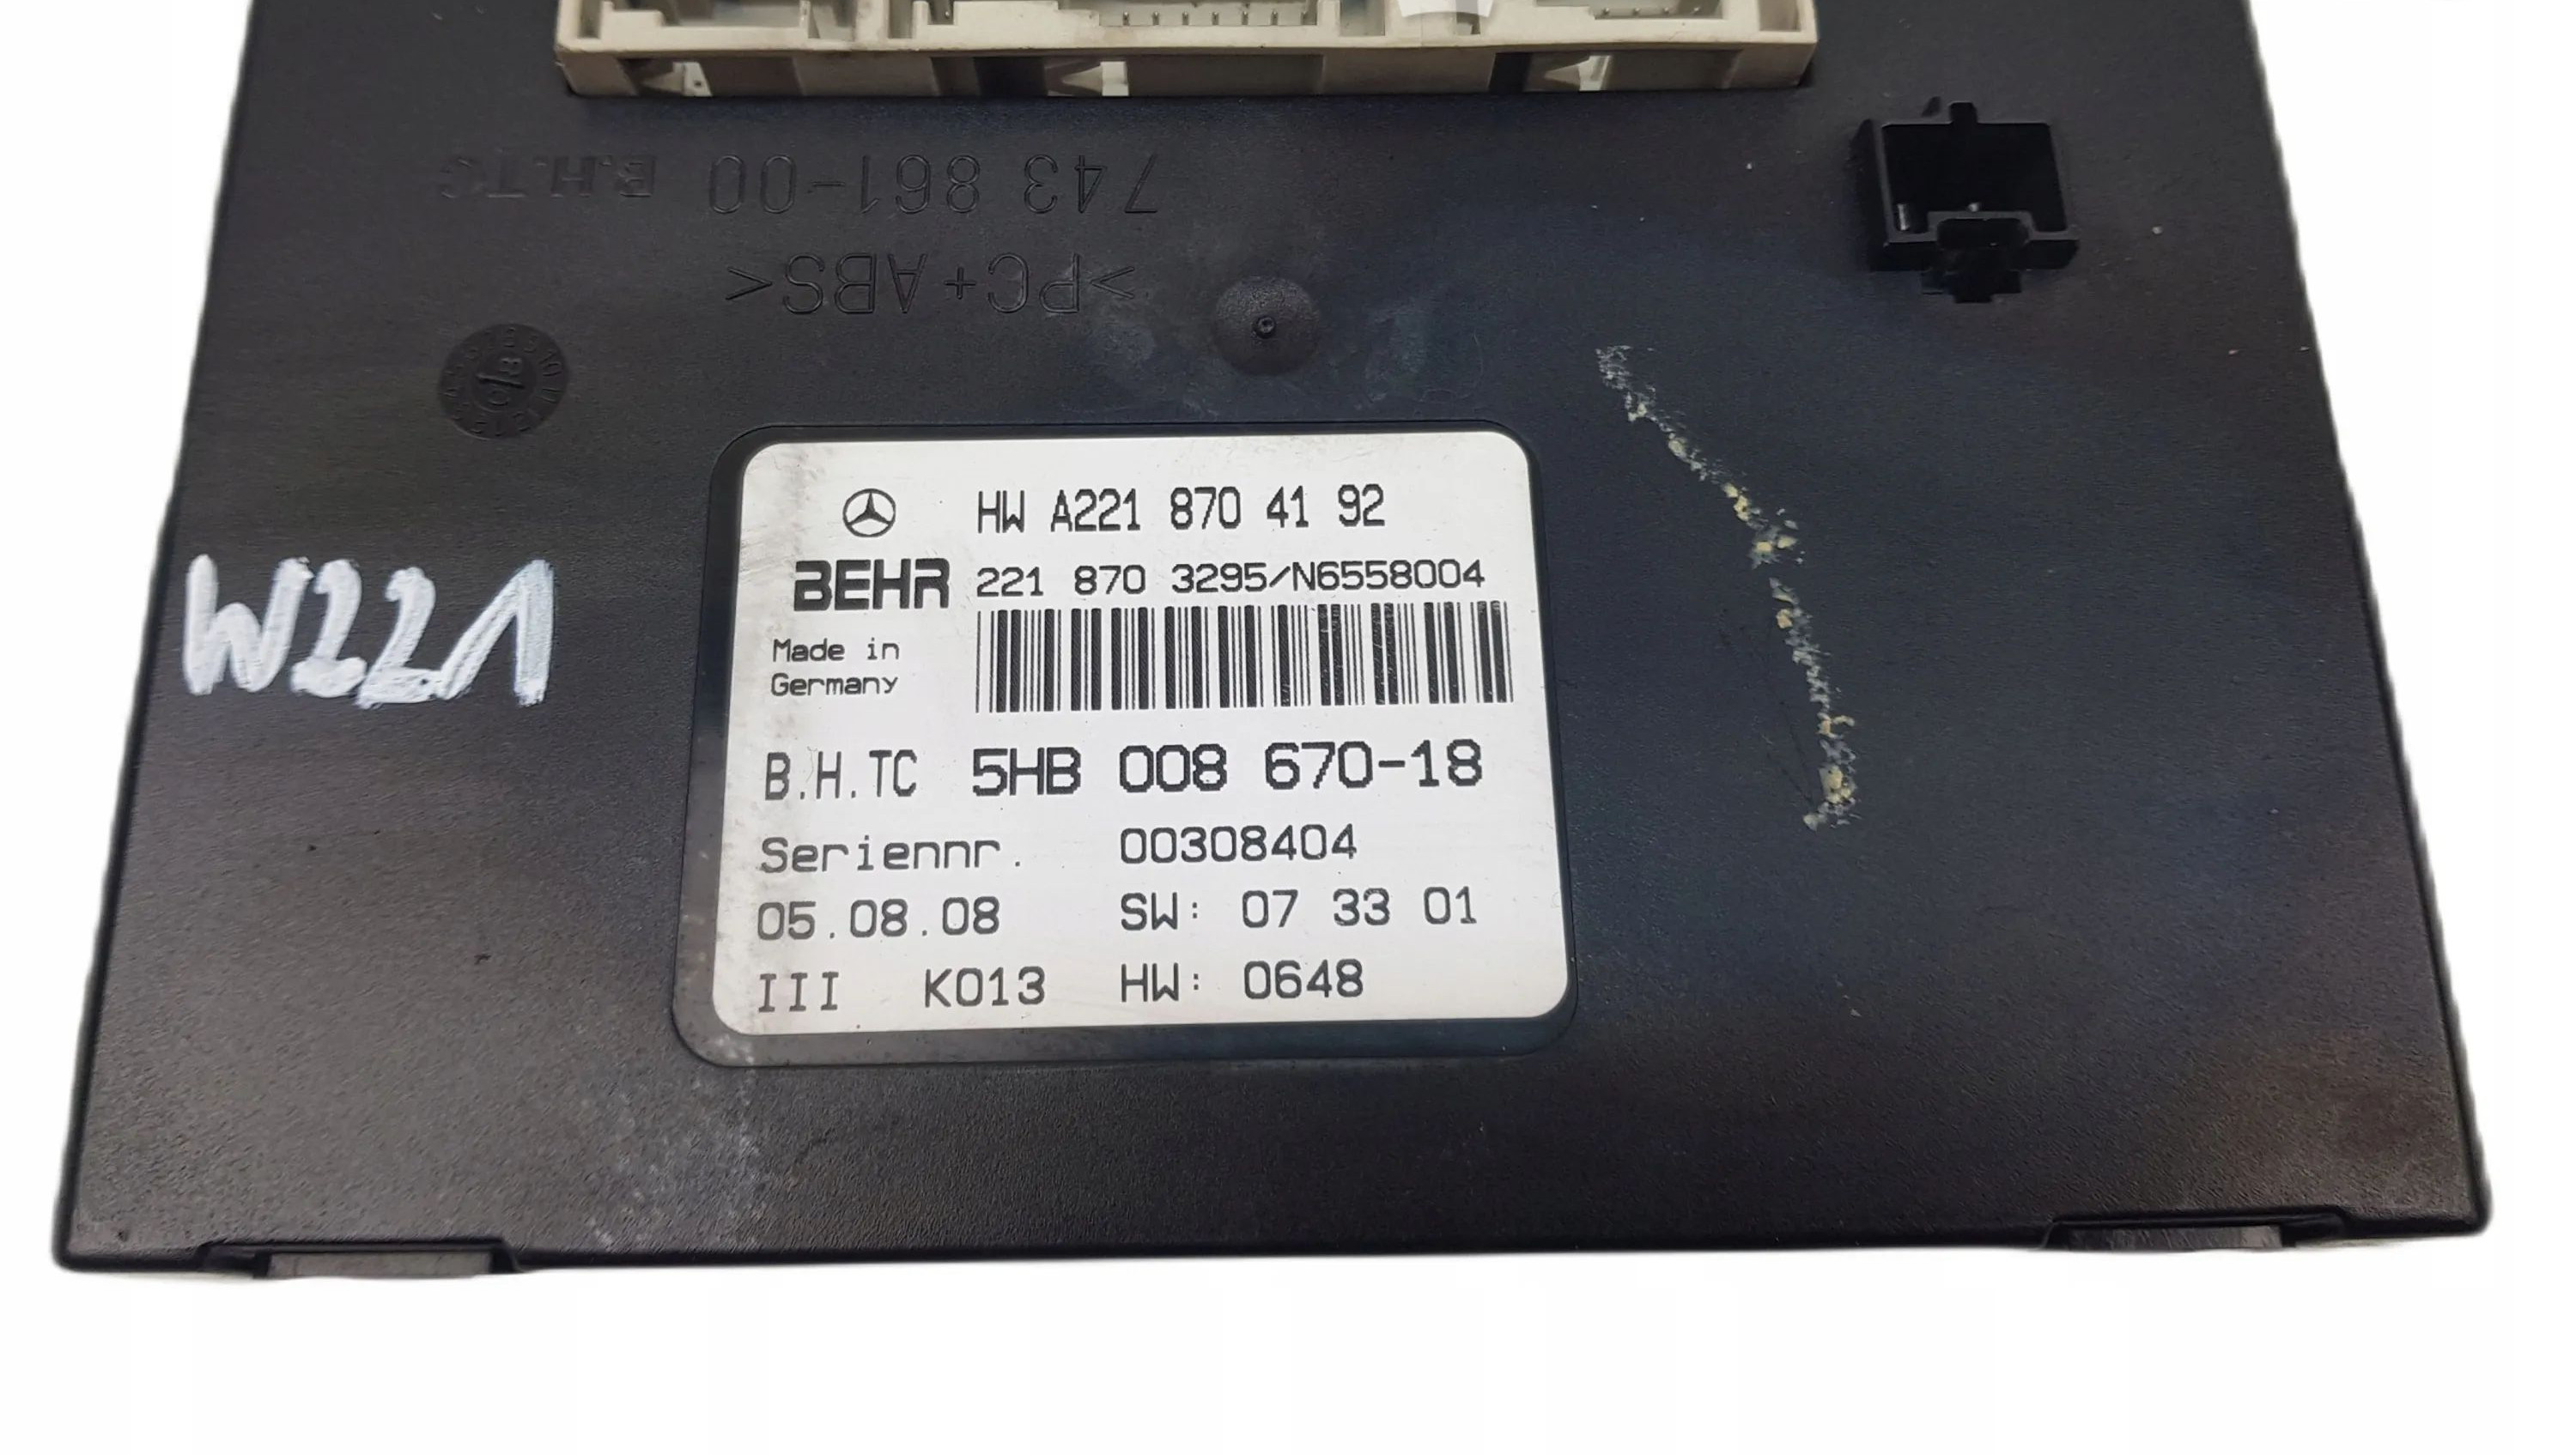 743 861-00 B.H.TC
>PC+ABS<
W221
HW A221 870 41 92
BEHR 221 870 3295/N6558004
Made in
Germany
B.H.TC 5HB 008 670-18
Seriennr. 00308404
05.08.08 SW: 07 33 01
III K013 HW: 0648